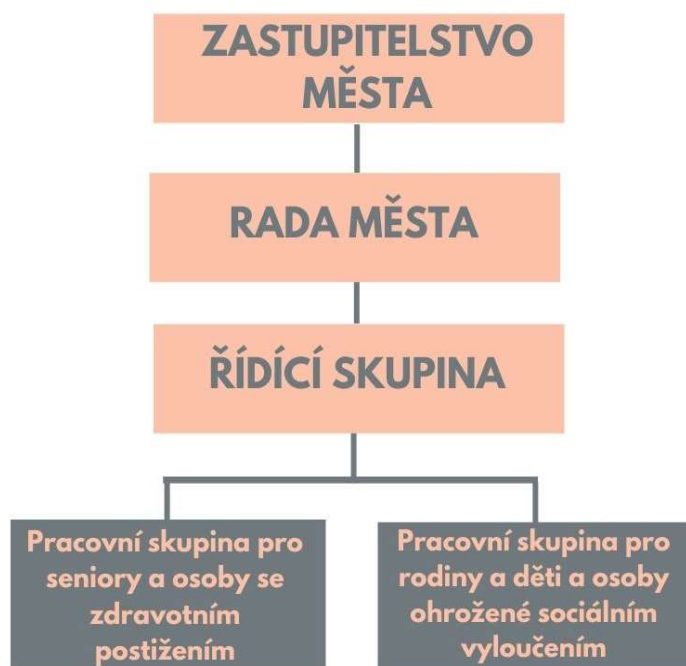 ZASTUPITELSTVO
MĚSTA
RADA MĚSTA
ŘÍDÍCÍ SKUPINA
Pracovní skupina pro
seniory a osoby se
zdravotním
postižením
Pracovní skupina pro
rodiny a děti a osoby
ohrožené sociálním
vyloučením